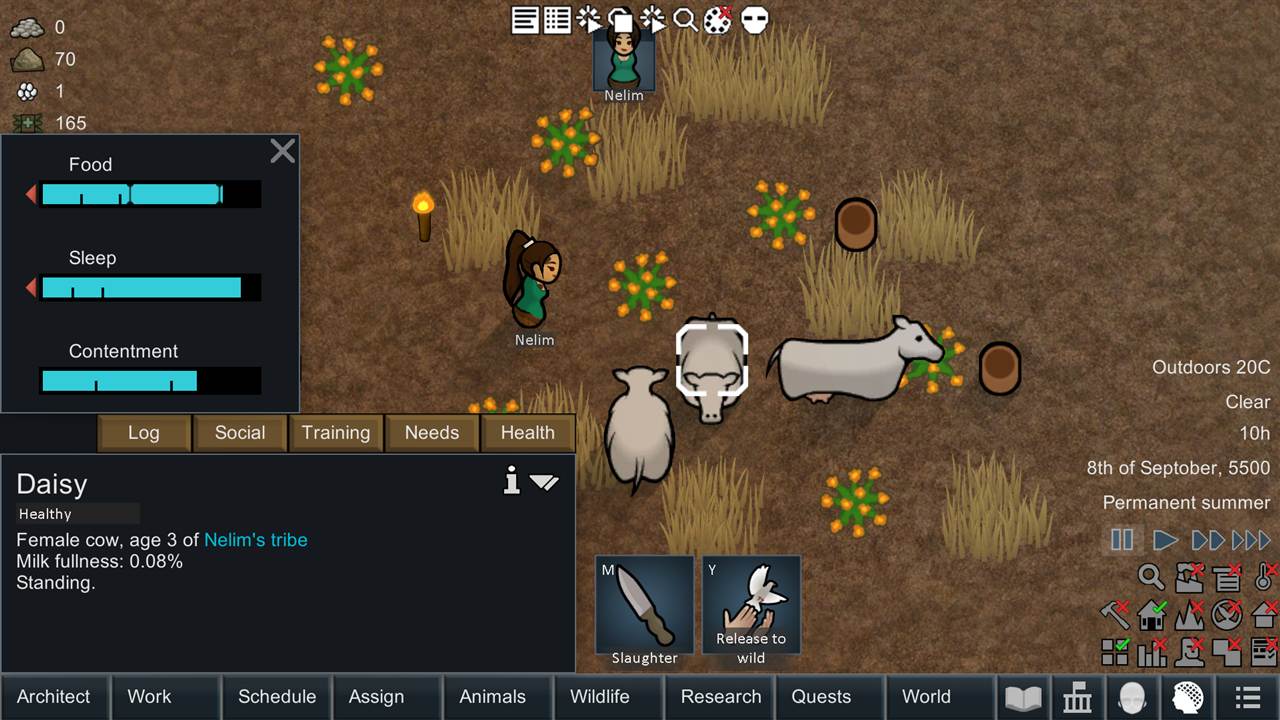 0
70
1
165
Nelim
Food
Sleep
Contentment
Nelim
Log Social Training Needs Health
Daisy
Healthy
Female cow, age 3 of Nelim's tribe
Milk fullness: 0.08%
Standing.
M
Slaughter
Y
Release to
wild
Outdoors 20C
Clear
10h
8th of Septober, 5500
Permanent summer
Architect Work Schedule Assign Animals Wildlife Research Quests World